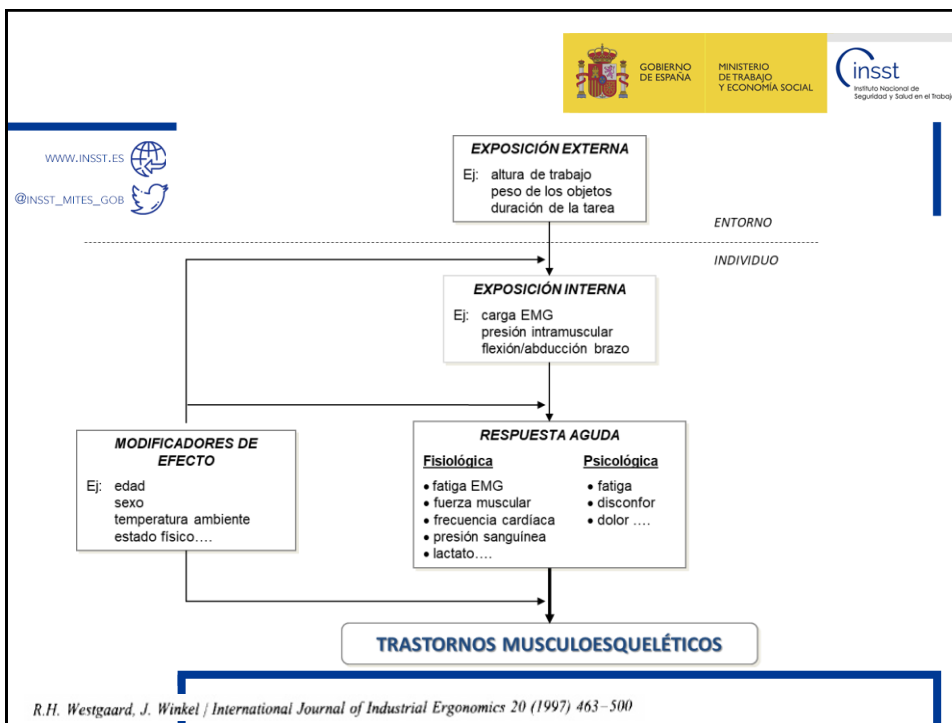 GOBIERNO
DE ESPAÑA
MINISTERIO
DE TRABAJO
Y ECONOMÍA SOCIAL
insst
Instituto Nacional de
Seguridad y Salud en el Trabajo
WWW.INSST.ES
@INSST_MITES_GOB
EXPOSICIÓN EXTERNA
Ej: altura de trabajo
peso de los objetos
duración de la tarea
ENTORNO
INDIVIDUO
EXPOSICIÓN INTERNA
Ej: carga EMG
presión intramuscular
flexión/abducción brazo
MODIFICADORES DE
EFECTO
Ej: edad
sexo
temperatura ambiente
estado físico....
RESPUESTA AGUDA
Fisiológica
• fatiga EMG
• fuerza muscular
• frecuencia cardíaca
• presión sanguínea
• lactato....
Psicológica
• fatiga
• disconfor
• dolor ....
TRASTORNOS MUSCULOESQUELÉTICOS
R.H. Westgaard, J. Winkel / International Journal of Industrial Ergonomics 20 (1997) 463–500